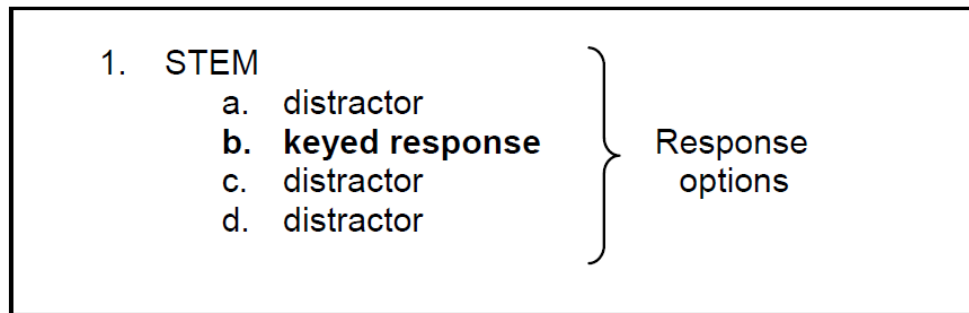 1. STEM
a. distractor
b. keyed response
c. distractor
d. distractor
Response
options